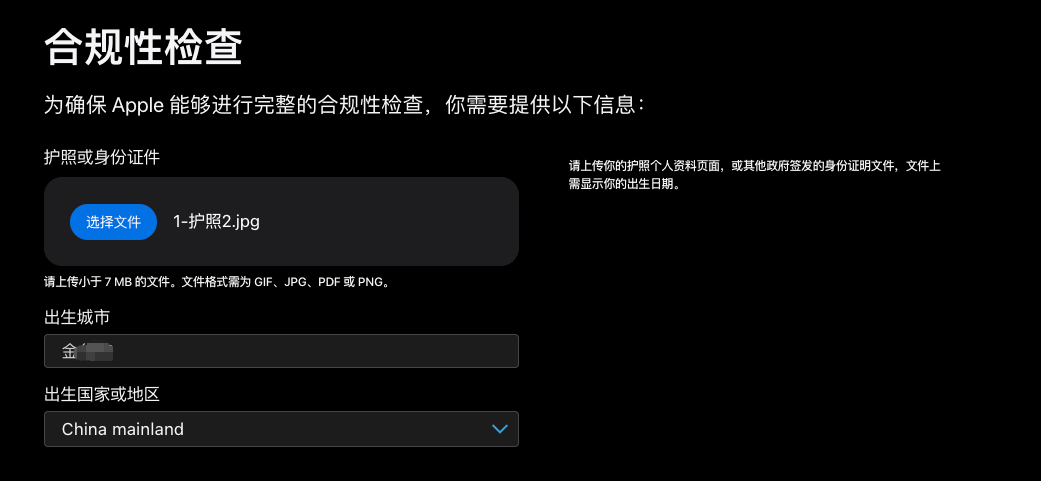 合规性检查
为确保 Apple 能够进行完整的合规性检查，你需要提供以下信息：
护照或身份证件
请上传你的护照个人资料页面，或其他政府签发的身份证明文件，文件上
需显示你的出生日期。
选择文件 1-护照2.jpg
请上传小于 7 MB 的文件。文件格式需为 GIF、JPG、PDF 或 PNG。
出生城市
金
出生国家或地区
China mainland